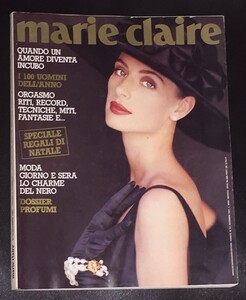 marie claire
QUANDO UN
AMORE DIVENTA
INCUBO
I 100 UOMINI
DELL'ANNO
ORGASMO
RITI, RECORD,
TECNICHE, MITI,
FANTASIE E...
SPECIALE
REGALI DI
NATALE
MODA
GIORNO E SERA
LO CHARME
DEL NERO
DOSSIER
PROFUMI